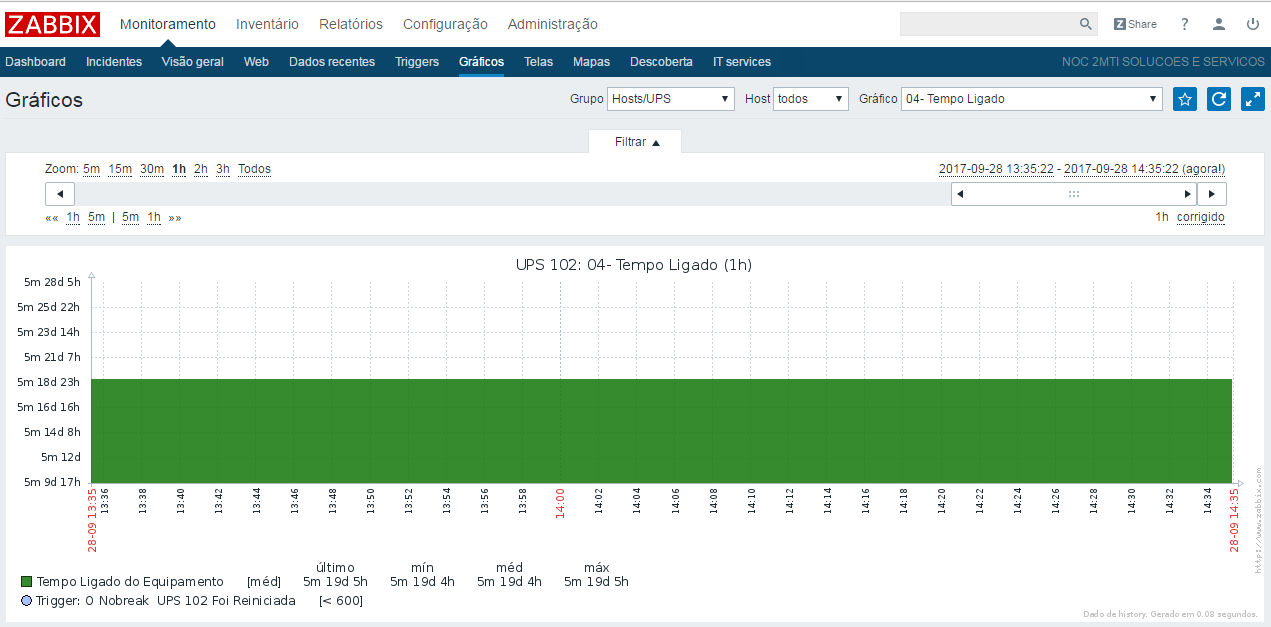 ZABBIX Monitoramento Inventário Relatórios Configuração Administração Z Share ?
Dashboard Incidentes Visão geral Web Dados recentes Triggers Gráficos Telas Mapas Descoberta IT services NOC 2MTI SOLUCOES E SERVICOS
Gráficos Grupo Hosts/UPS Host todos Gráfico 04- Tempo Ligado
Filtrar
Zoom: 5m 15m 30m 1h 2h 3h Todos 2017-09-28 13:35:22 - 2017-09-28 14:35:22 (agora!)
«« 1h 5m | 5m 1h »» 1h corrigido
UPS 102: 04- Tempo Ligado (1h)
5m 28d 5h
5m 25d 22h
5m 23d 14h
5m 21d 7h
5m 18d 23h
5m 16d 16h
5m 14d 8h
5m 12d
5m 9d 17h
28-09 13:35 13:36 13:38 13:40 13:42 13:44 13:46 13:48 13:50 13:52 13:54 13:56 13:58 14:00 14:02 14:04 14:06 14:08 14:10 14:12 14:14 14:16 14:18 14:20 14:22 14:24 14:26 14:28 14:30 14:32 14:34 28-09 14:35
https://www.zabbix.com
último mín méd máx
Tempo Ligado do Equipamento [méd] 5m 19d 5h 5m 19d 4h 5m 19d 4h 5m 19d 5h
Trigger: O Nobreak UPS 102 Foi Reiniciada [< 600]
Dado de history. Gerado em 0.08 segundos.